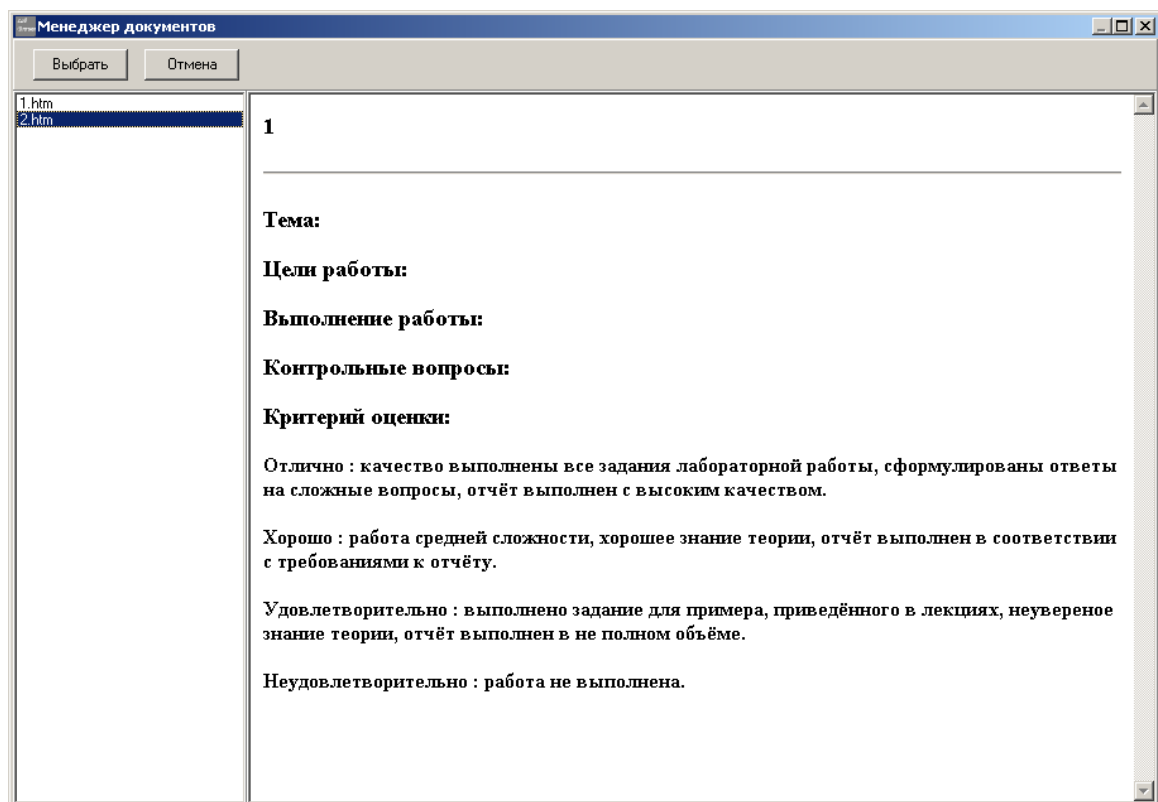 Менеджер документов
Выбрать Отмена
1.htm
2.htm
1
Тема:
Цели работы:
Выполнение работы:
Контрольные вопросы:
Критерий оценки:
Отлично : качество выполнены все задания лабораторной работы, сформулированы ответы
на сложные вопросы, отчёт выполнен с высоким качеством.
Хорошо : работа средней сложности, хорошее знание теории, отчёт выполнен в соответствии
с требованиями к отчёту.
Удовлетворительно : выполнено задание для примера, приведённого в лекциях, неувереное
знание теории, отчёт выполнен в не полном объёме.
Неудовлетворительно : работа не выполнена.